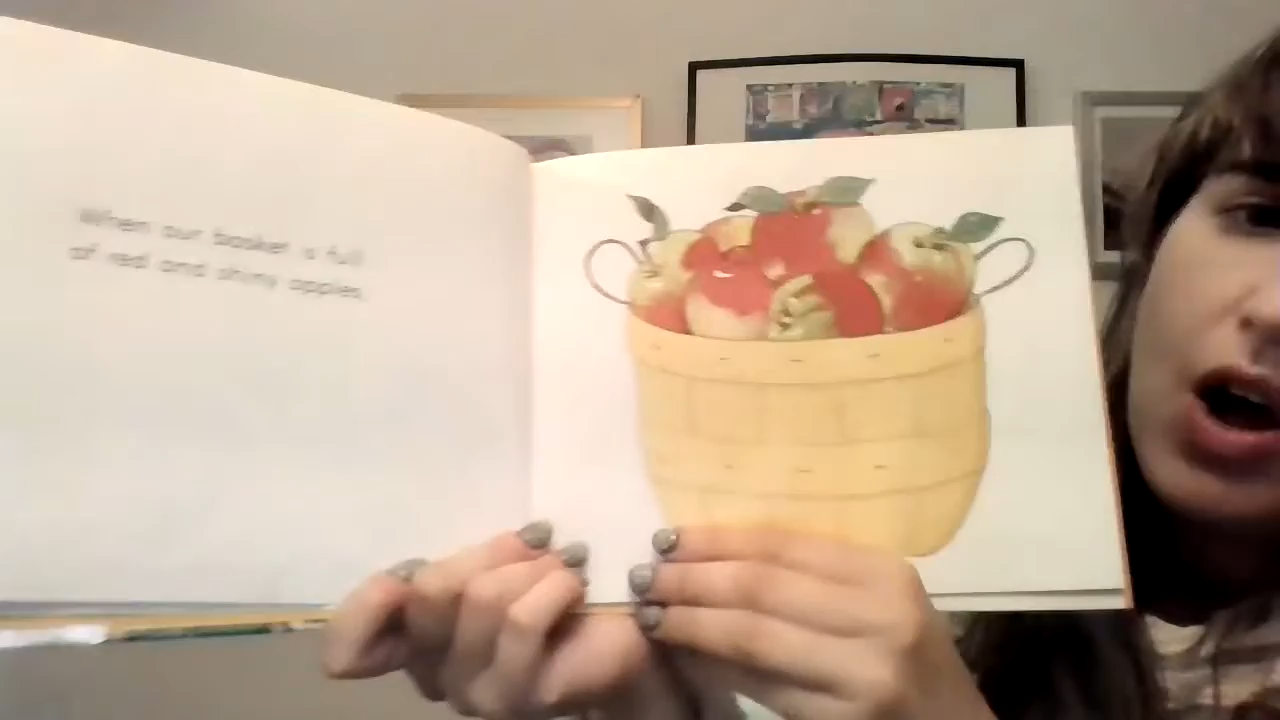 When our basket is full
of red and shiny apples,